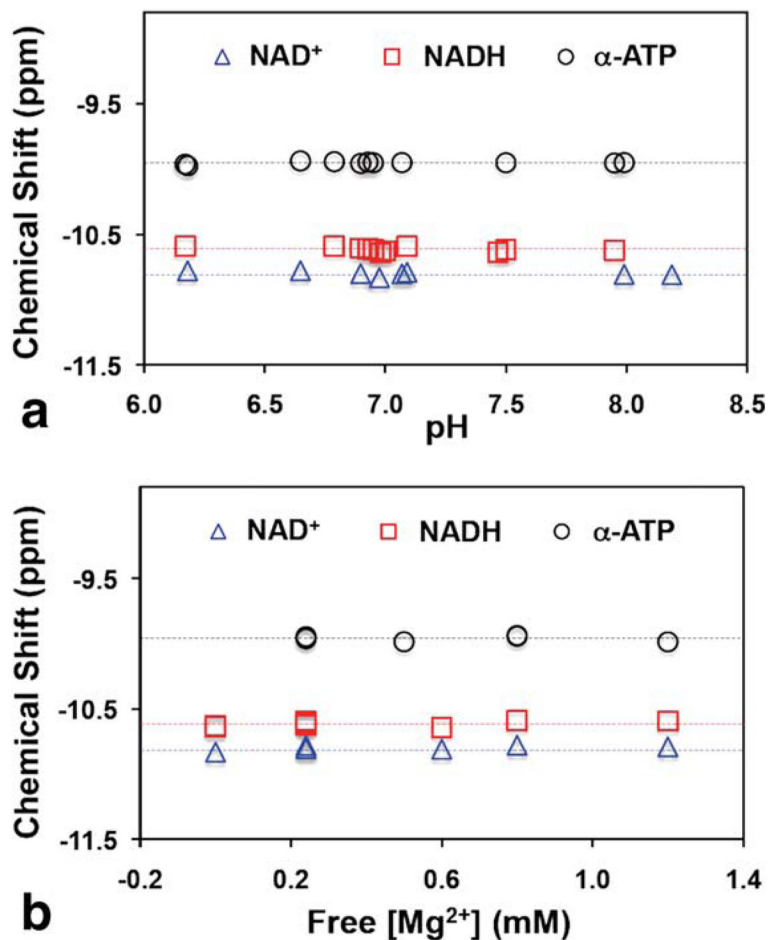 NAD⁺ NADH α-ATP
Chemical Shift (ppm)
-9.5
-10.5
-11.5
6.0 6.5 7.0 7.5 8.0 8.5
pH
a
NAD⁺ NADH α-ATP
Chemical Shift (ppm)
-9.5
-10.5
-11.5
-0.2 0.2 0.6 1.0 1.4
Free [Mg²⁺] (mM)
b